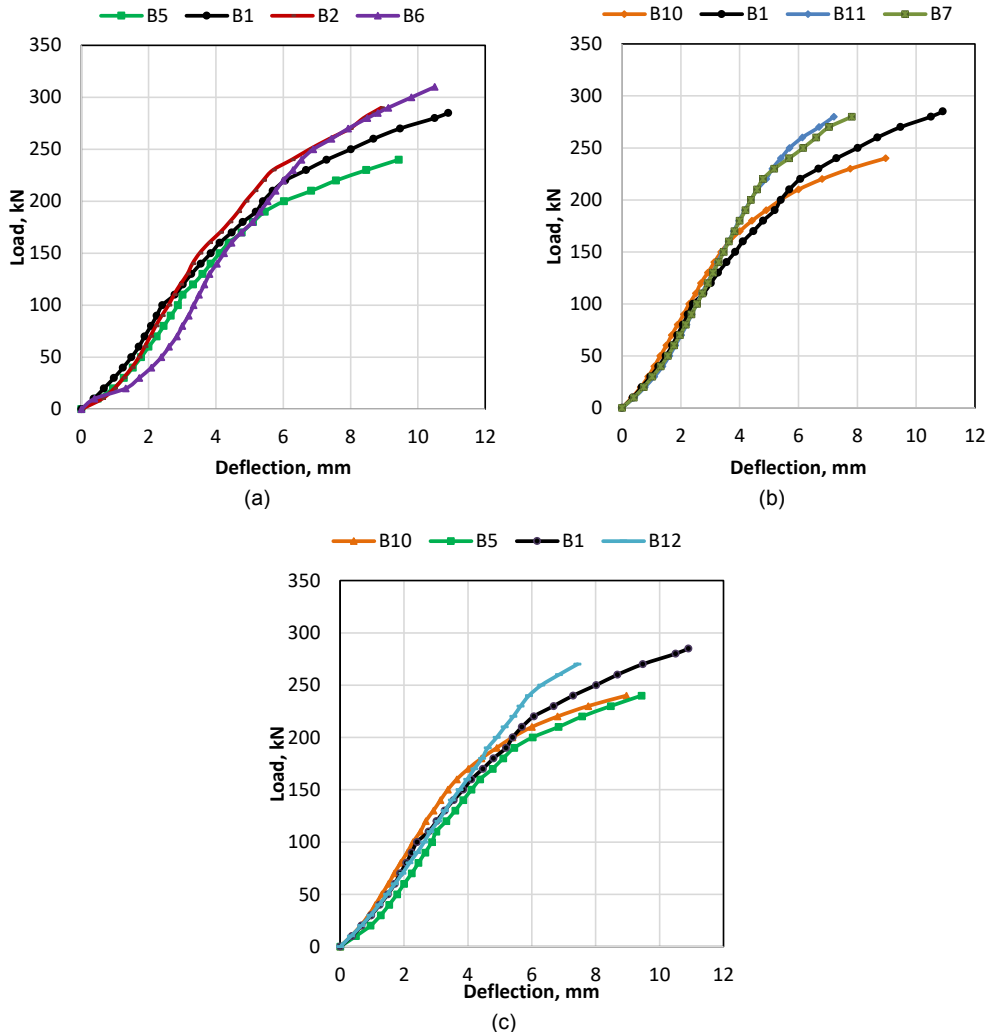 B5 B1 B2 B6
350
300
250
200
150
100
50
0
Load, kN
0 2 4 6 8 10 12
Deflection, mm
(a)
B10 B1 B11 B7
350
300
250
200
150
100
50
0
Load, kN
0 2 4 6 8 10 12
Deflection, mm
(b)
B10 B5 B1 B12
350
300
250
200
150
100
50
0
Load, kN
0 2 4 6 8 10 12
Deflection, mm
(c)